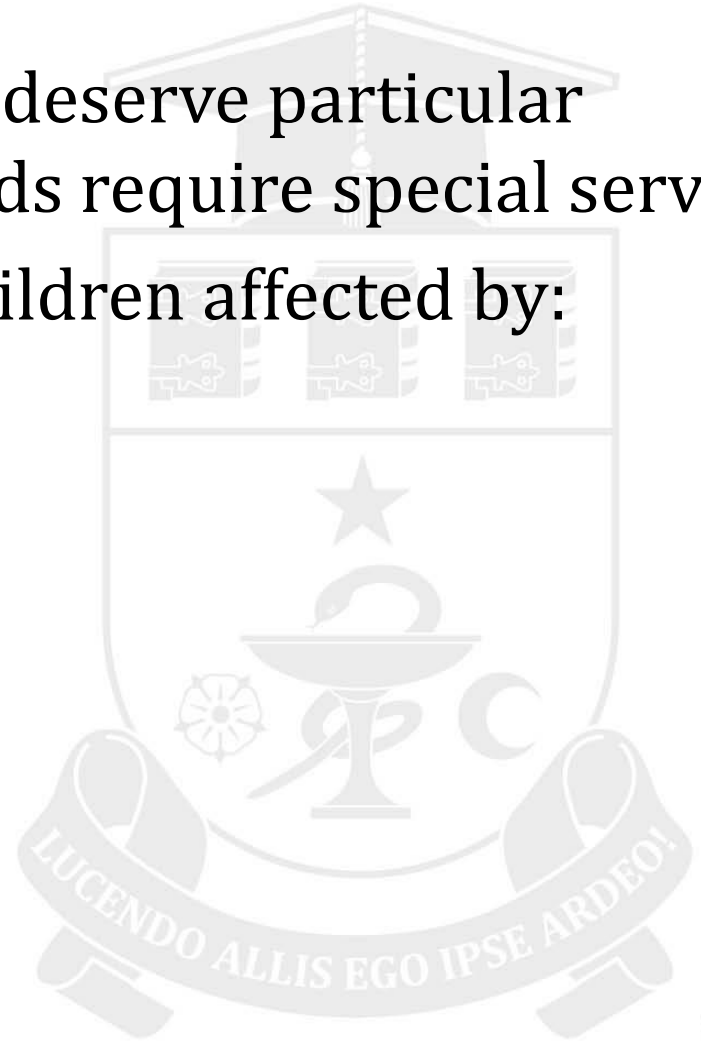 deserve particular
ds require special serv
ildren affected by:
LUCENDO ALLIS EGO IPSE ARDEO!